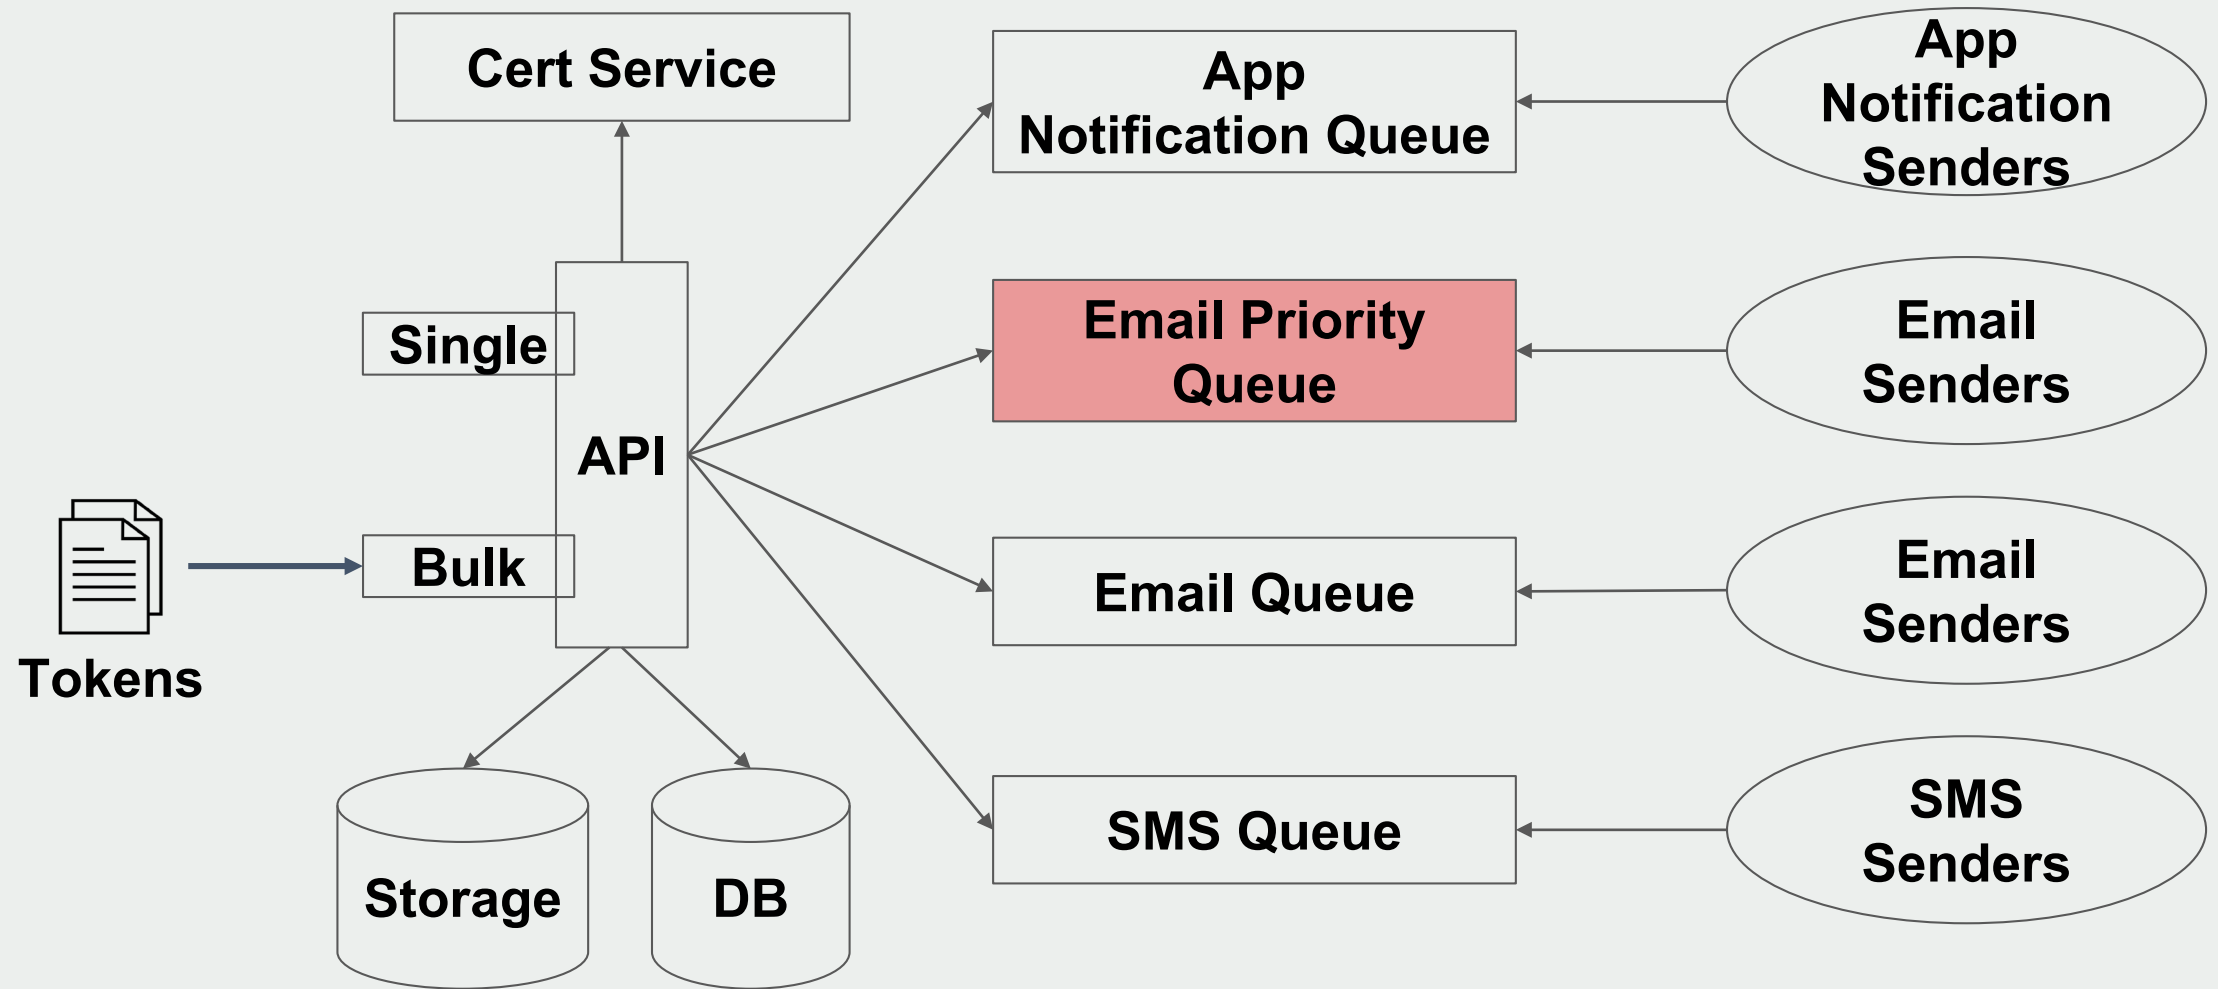 Cert Service
Single
API
Bulk
Tokens
Storage
DB
App
Notification Queue
Email Priority
Queue
Email Queue
SMS Queue
App
Notification
Senders
Email
Senders
Email
Senders
SMS
Senders